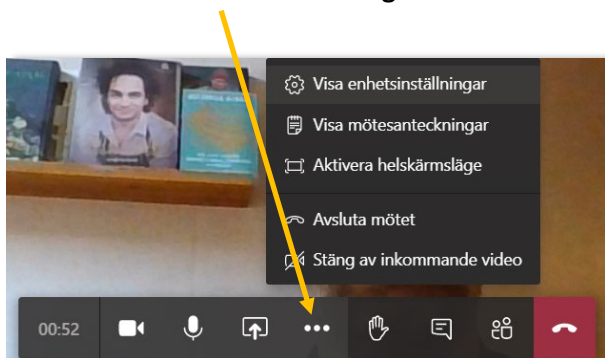 Visa enhetsinställningar
Visa mötesanteckningar
Aktivera helskärmsläge
Avsluta mötet
Stäng av inkommande video
00:52